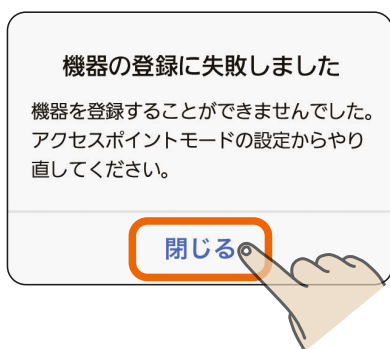 機器の登録に失敗しました
機器を登録することができませんでした。
アクセスポイントモードの設定からやり
直してください。
閉じる